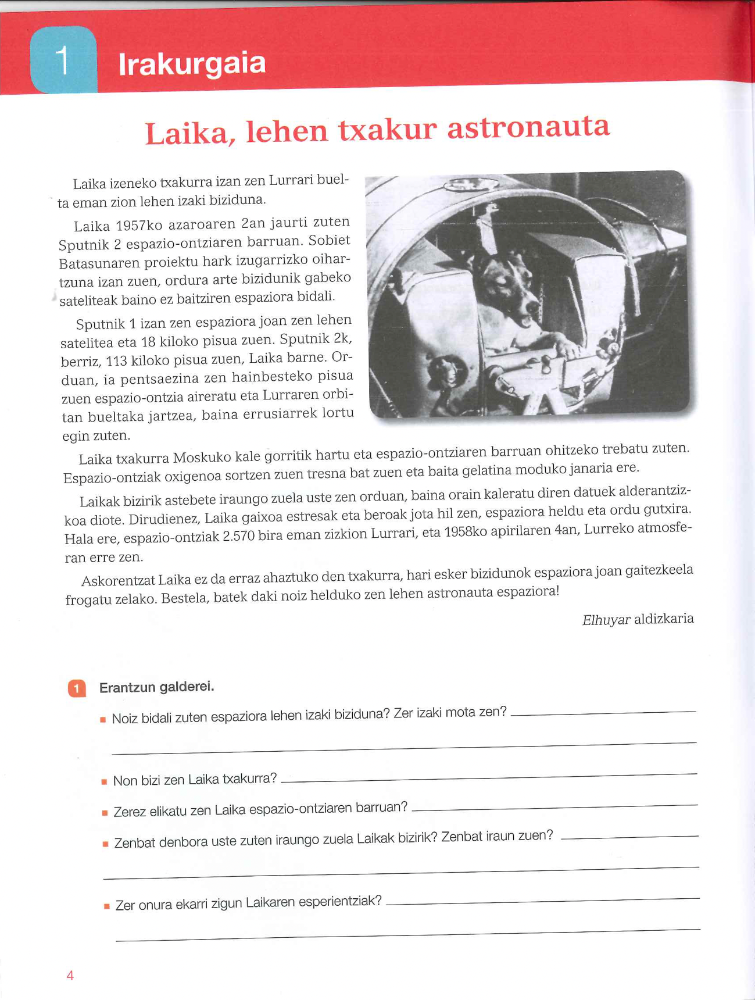 1
Irakurgaia
Laika, lehen txakur astronauta
Laika izeneko txakurra izan zen Lurrari buel-
ta eman zion lehen izaki biziduna.
Laika 1957ko azaroaren 2an jaurti zuten
Sputnik 2 espazio-ontziaren barruan. Sobiet
Batasunaren proiektu hark izugarrizko oihar-
tzuna izan zuen, ordura arte bizidunik gabeko
sateliteak baino ez baitziren espaziora bidali.
Sputnik 1 izan zen espaziora joan zen lehen
satelitea eta 18 kiloko pisua zuen. Sputnik 2k,
berriz, 113 kiloko pisua zuen, Laika barne. Or-
duan, ia pentsaezina zen hainbesteko pisua
zuen espazio-ontzia aireratu eta Lurraren orbi-
tan bueltaka jartzea, baina errusiarrek lortu
egin zuten.
Laika txakurra Moskuko kale gorritik hartu eta espazio-ontziaren barruan ohitzeko trebatu zuten.
Espazio-ontziak oxigenoa sortzen zuen tresna bat zuen eta baita gelatina moduko janaria ere.
Laikak bizirik astebete iraungo zuela uste zen orduan, baina orain kaleratu diren datuek alderantziz-
koa diote. Dirudienez, Laika gaixoa estresak eta beroak jota hil zen, espaziora heldu eta ordu gutxira.
Hala ere, espazio-ontziak 2.570 bira eman zizkion Lurrari, eta 1958ko apirilaren 4an, Lurreko atmosfe-
ran erre zen.
Askorentzat Laika ez da erraz ahaztuko den txakurra, hari esker bizidunok espaziora joan gaitezkeela
frogatu zelako. Bestela, batek daki noiz helduko zen lehen astronauta espaziora!
Elhuyar aldizkaria
1 Erantzun galderei.
Noiz bidali zuten espaziora lehen izaki biziduna? Zer izaki mota zen?
Non bizi zen Laika txakurra?
Zerez elikatu zen Laika espazio-ontziaren barruan?
Zenbat denbora uste zuten iraungo zuela Laikak bizirik? Zenbat iraun zuen?
Zer onura ekarri zigun Laikaren esperientziak?
4